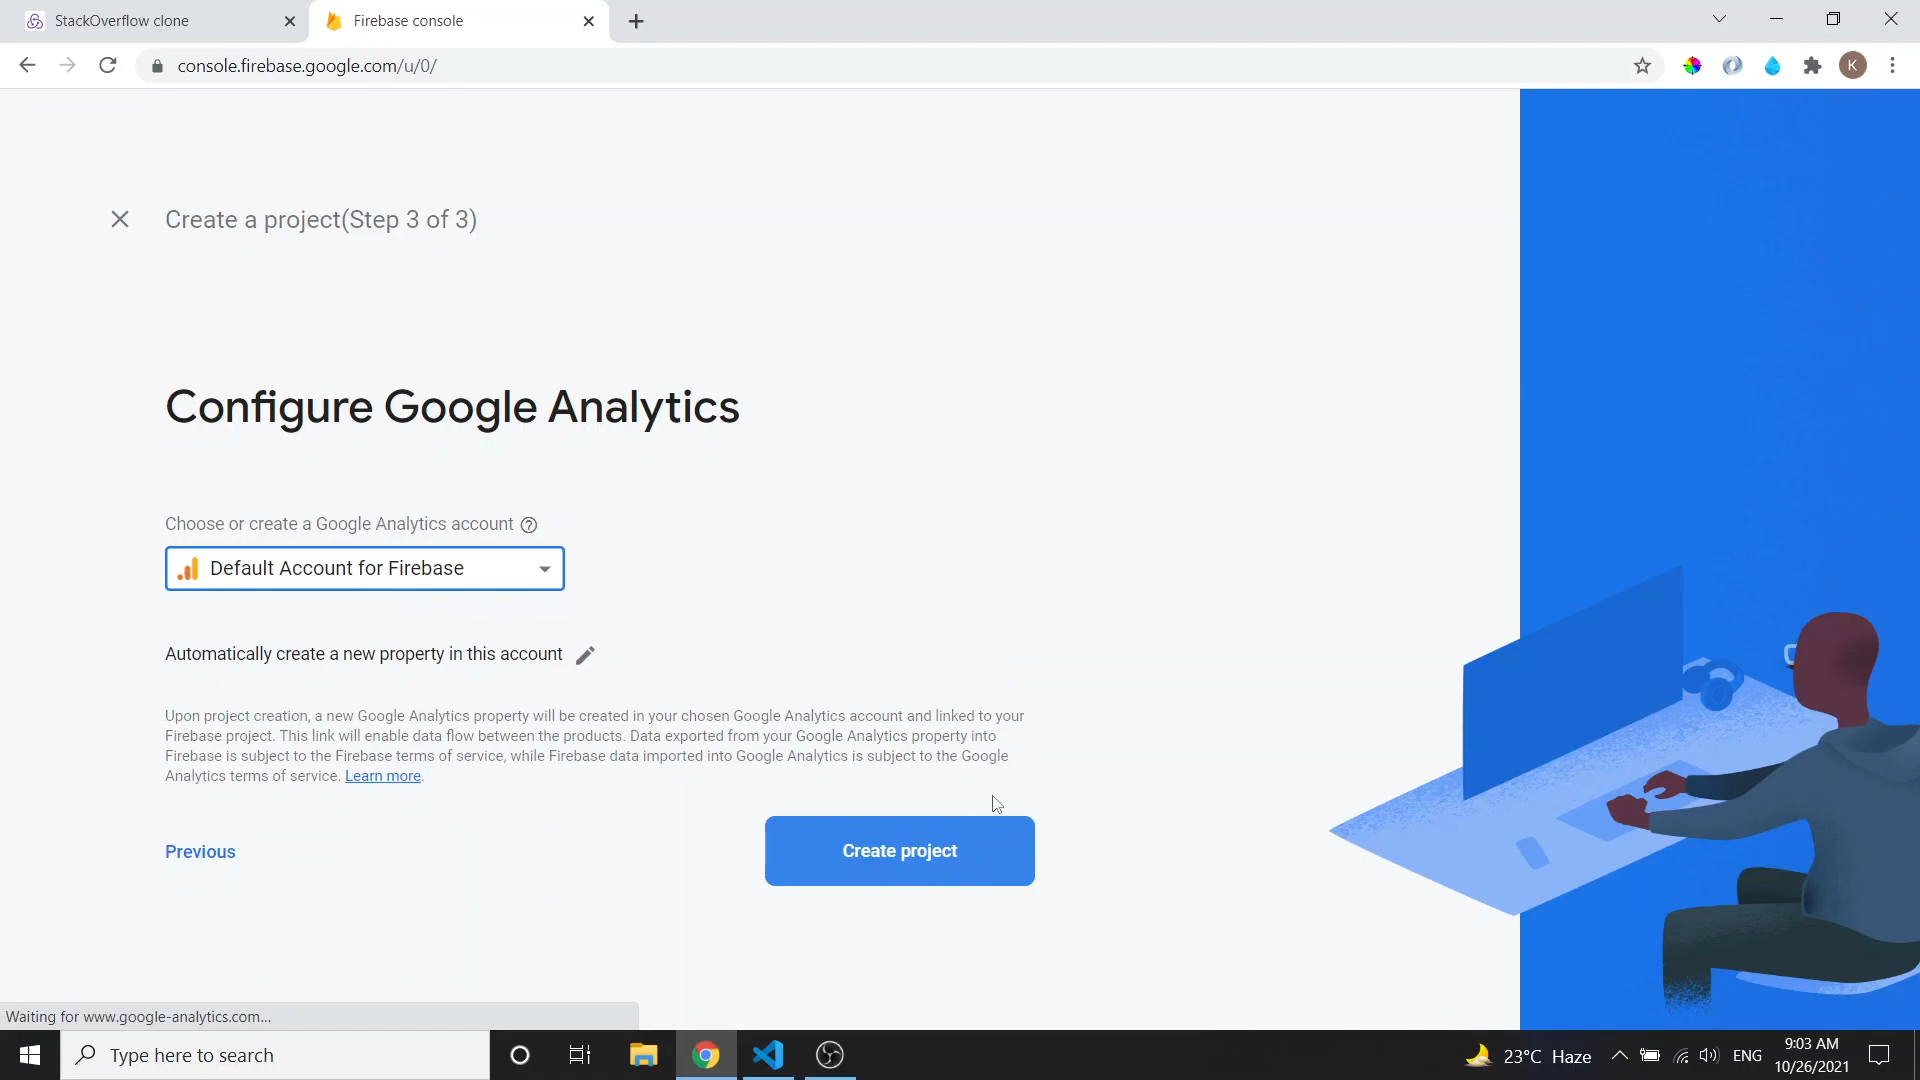 StackOverflow clone
Firebase console
console.firebase.google.com/u/0/
K
Create a project(Step 3 of 3)
Configure Google Analytics
Choose or create a Google Analytics account
Default Account for Firebase
Automatically create a new property in this account
Upon project creation, a new Google Analytics property will be created in your chosen Google Analytics account and linked to your
Firebase project. This link will enable data flow between the products. Data exported from your Google Analytics property into
Firebase is subject to the Firebase terms of service, while Firebase data imported into Google Analytics is subject to the Google
Analytics terms of service. Learn more.
Previous
Create project
Waiting for www.google-analytics.com...
Type here to search
23°C Haze
ENG
9:03 AM
10/26/2021